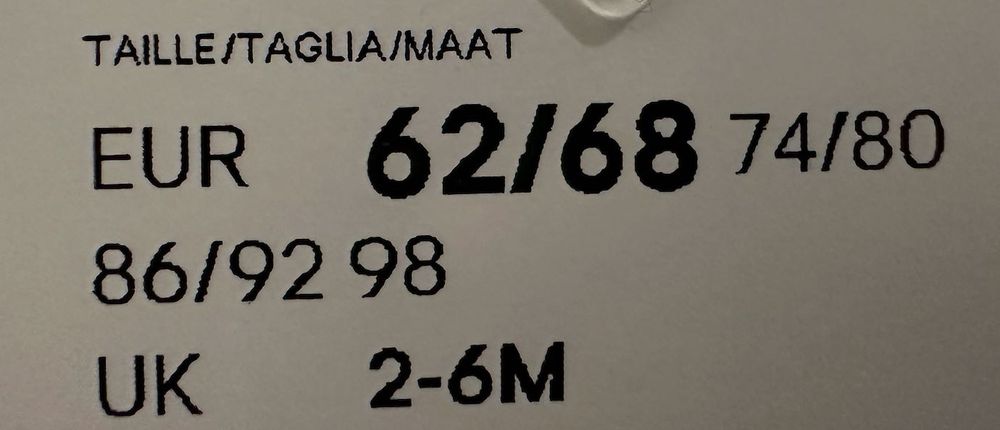 TAILLE/TAGLIA/MAAT
EUR 62/68 74/80
86/92 98
UK 2-6M